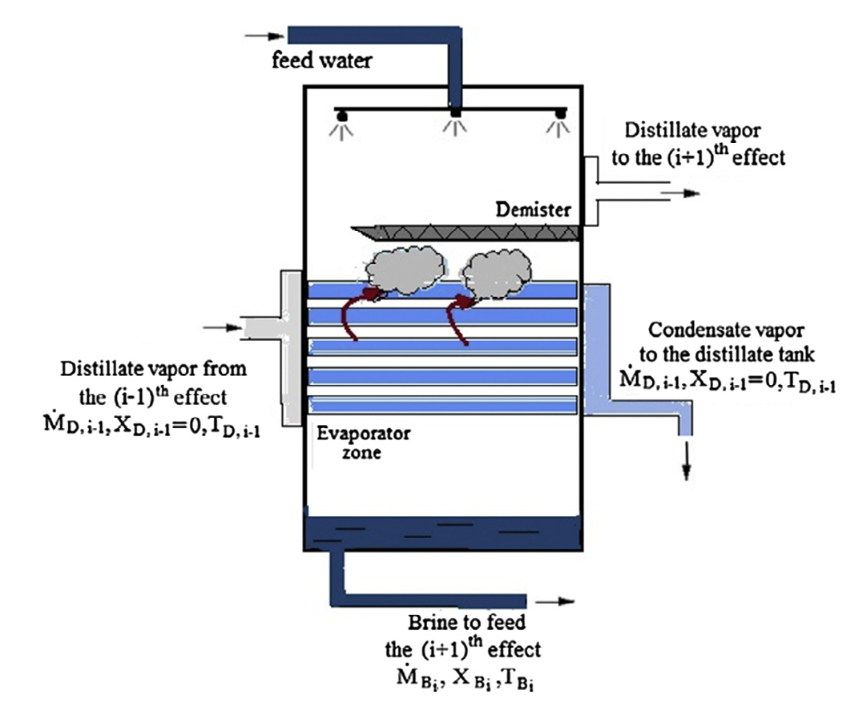 feed water
Distillate vapor
to the (i+1)th effect
Demister
Condensate vapor
to the distillate tank
ṀD, i-1, XD, i-1=0,TD, i-1
Distillate vapor from
the (i-1)th effect
ṀD, i-1, XD, i-1=0,TD, i-1
Evaporator
zone
Brine to feed
the (i+1)th effect
ṀBi, XBi ,TBi